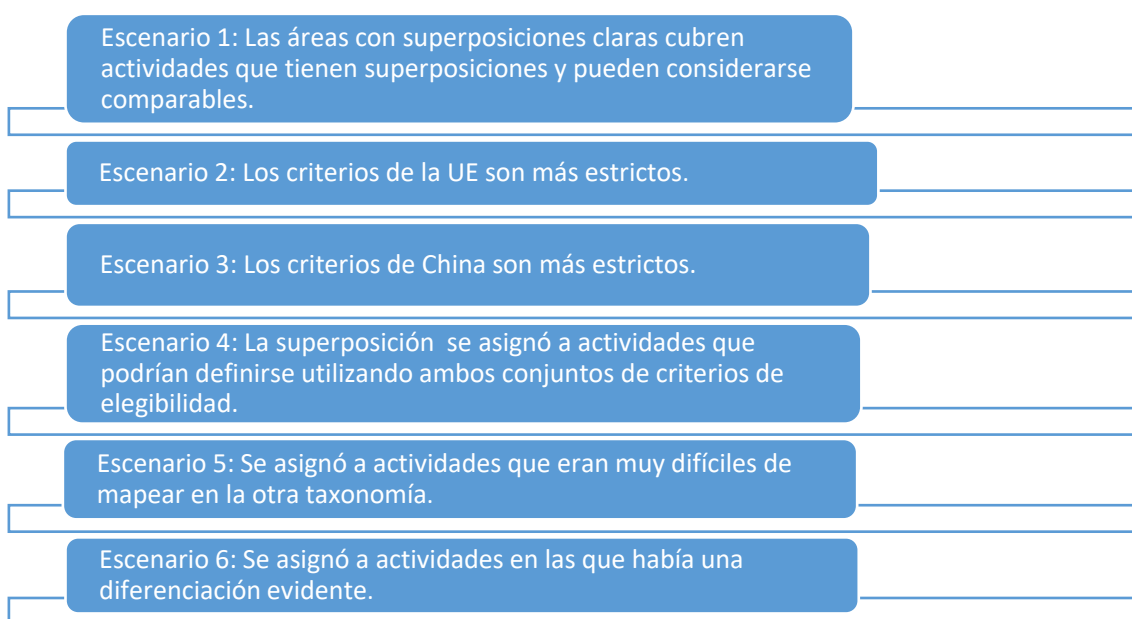 Escenario 1: Las áreas con superposiciones claras cubren
actividades que tienen superposiciones y pueden considerarse
comparables.
Escenario 2: Los criterios de la UE son más estrictos.
Escenario 3: Los criterios de China son más estrictos.
Escenario 4: La superposición  se asignó a actividades que
podrían definirse utilizando ambos conjuntos de criterios de
elegibilidad.
Escenario 5: Se asignó a actividades que eran muy difíciles de
mapear en la otra taxonomía.
Escenario 6: Se asignó a actividades en las que había una
diferenciación evidente.